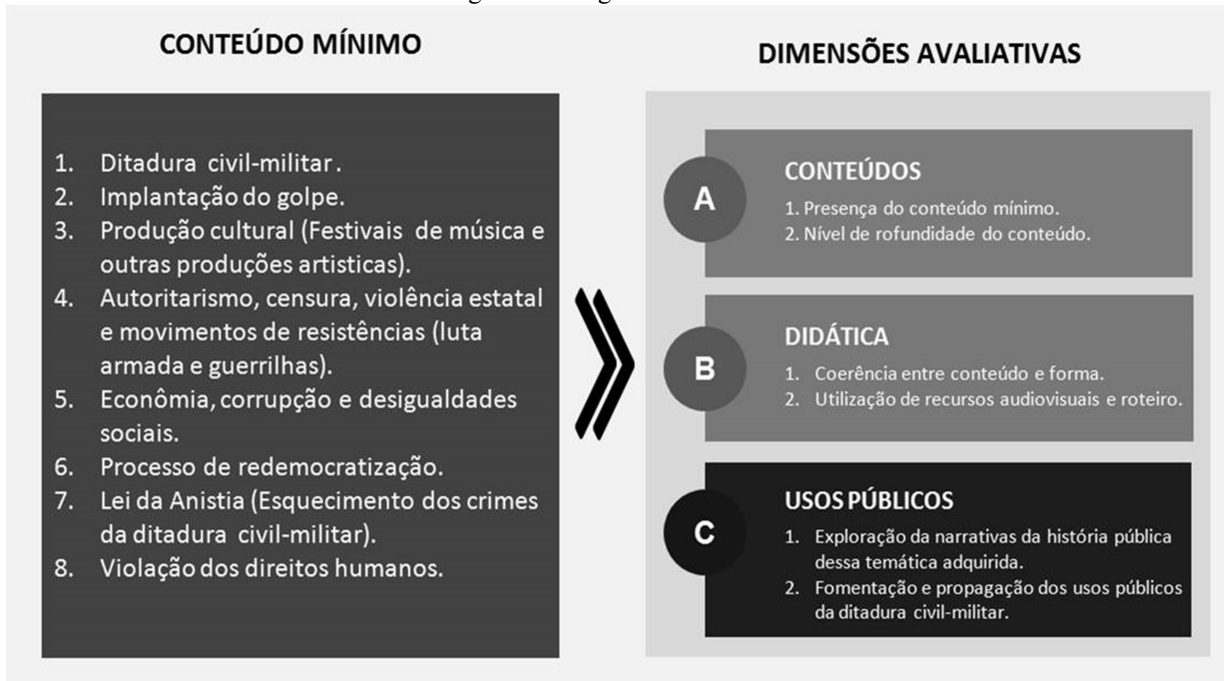 CONTEÚDO MÍNIMO
1. Ditadura civil-militar.
2. Implantação do golpe.
3. Produção cultural (Festivais de música e
outras produções artisticas).
4. Autoritarismo, censura, violência estatal
e movimentos de resistências (luta
armada e guerrilhas).
5. Econômia, corrupção e desigualdades
sociais.
6. Processo de redemocratização.
7. Lei da Anistia (Esquecimento dos crimes
da ditadura civil-militar).
8. Violação dos direitos humanos.
DIMENSÕES AVALIATIVAS
A
CONTEÚDOS
1. Presença do conteúdo mínimo.
2. Nível de rofundidade do conteúdo.
B
DIDÁTICA
1. Coerência entre conteúdo e forma.
2. Utilização de recursos audiovisuais e roteiro.
C
USOS PÚBLICOS
1. Exploração da narrativas da história pública
dessa temática adquirida.
2. Fomentação e propagação dos usos públicos
da ditadura civil-militar.